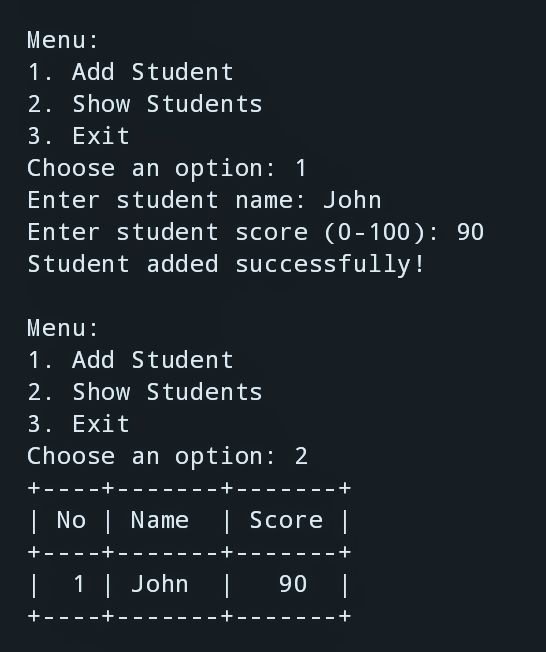 Menu:
1. Add Student
2. Show Students
3. Exit
Choose an option: 1
Enter student name: John
Enter student score (0-100): 90
Student added successfully!

Menu:
1. Add Student
2. Show Students
3. Exit
Choose an option: 2
+----+-------+-------+
| No | Name  | Score |
+----+-------+-------+
|  1 | John  |   90  |
+----+-------+-------+